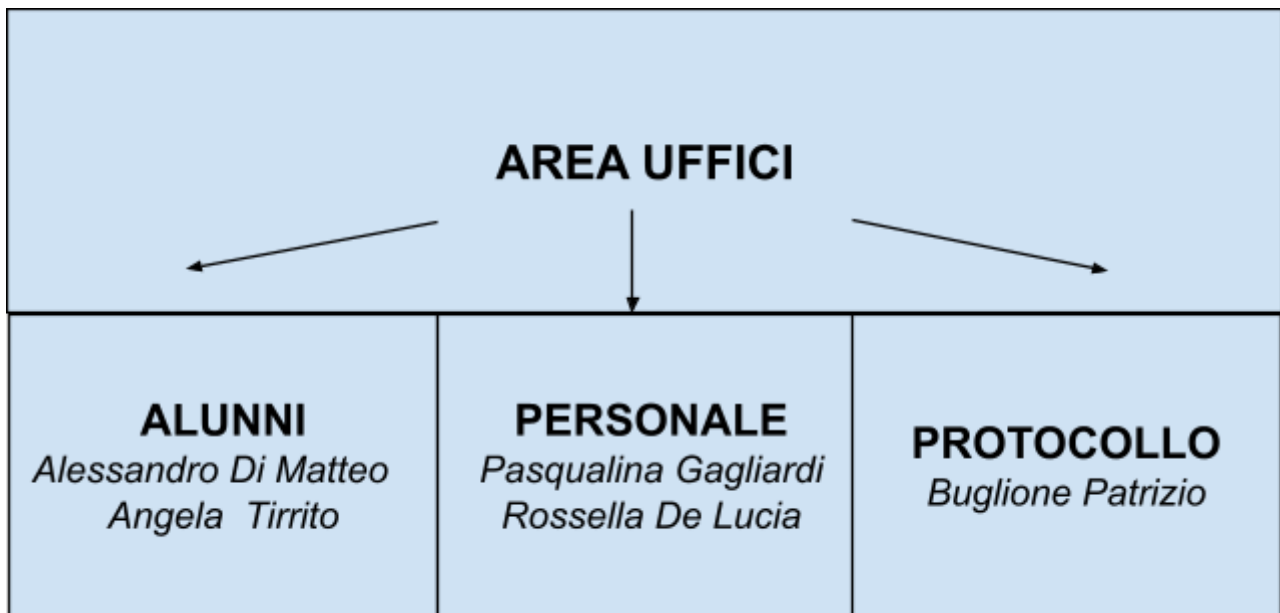 AREA UFFICI
ALUNNI
Alessandro Di Matteo
Angela Tirrito
PERSONALE
Pasqualina Gagliardi
Rossella De Lucia
PROTOCOLLO
Buglione Patrizio